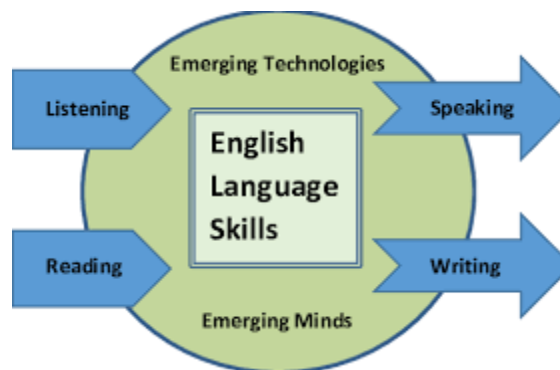 Emerging Technologies
Listening
Speaking
English
Language
Skills
Reading
Writing
Emerging Minds